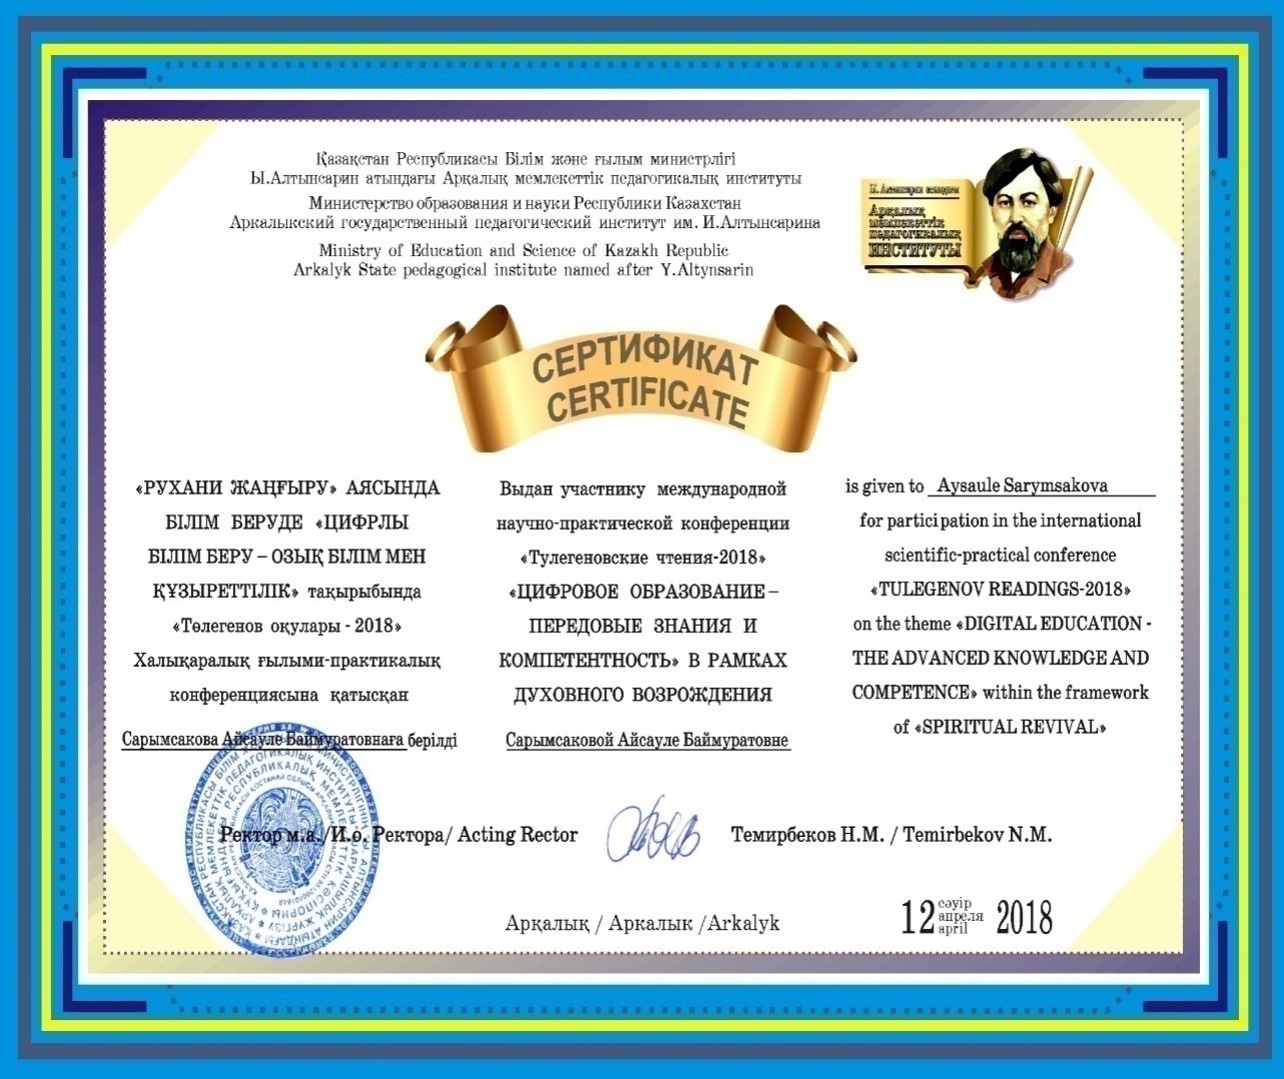 Қазақстан Республикасы Білім және ғылым министрлігі
Ы.Алтынсарин атындағы Арқалық мемлекеттік педагогикалық институты
Министерство образования и науки Республики Казахстан
Аркалыкский государственный педагогический институт им. И.Алтынсарина
Ministry of Education and Science of Kazakh Republic
Arkalyk State pedagogical institute named after Y.Altynsarin
Арқалық
мемлекеттік
педагогикалық
ИНСТИТУТЫ
СЕРТИФИКАТ
CERTIFICATE
«РУХАНИ ЖАҢҒЫРУ» АЯСЫНДА
БІЛІМ БЕРУДЕ «ЦИФРЛЫ
БІЛІМ БЕРУ – ОЗЫҚ БІЛІМ МЕН
ҚҰЗЫРЕТТІЛІК» тақырыбында
«Төлегенов оқулары - 2018»
Халықаралық ғылыми-практикалық
конференциясына қатысқан
Сарымсакова Айсауле Баймуратовнаға берілді
Выдан участнику международной
научно-практической конференции
«Тулегеновские чтения-2018»
«ЦИФРОВОЕ ОБРАЗОВАНИЕ –
ПЕРЕДОВЫЕ ЗНАНИЯ И
КОМПЕТЕНТНОСТЬ» В РАМКАХ
ДУХОВНОГО ВОЗРОЖДЕНИЯ
Сарымсаковой Айсауле Баймуратовне
is given to Aysaule Sarymsakova
for participation in the international
scientific-practical conference
«TULEGENOV READINGS-2018»
on the theme «DIGITAL EDUCATION -
THE ADVANCED KNOWLEDGE AND
COMPETENCE» within the framework
of «SPIRITUAL REVIVAL»
Ректор м.а./И.о. Ректора/ Acting Rector
Темирбеков Н.М. / Temirbekov N.M.
Арқалық / Аркалык /Arkalyk
12 сәуір апреля april 2018